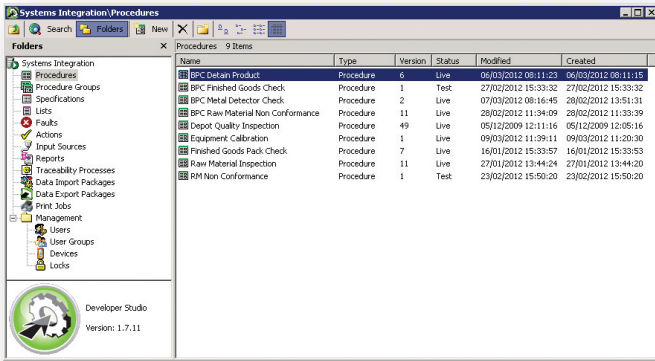 Systems Integration\Procedures
Search Folders New
Folders
Procedures 9 Items
Systems Integration
Procedures
Procedure Groups
Specifications
Lists
Faults
Actions
Input Sources
Reports
Traceability Processes
Data Import Packages
Data Export Packages
Print Jobs
Management
Users
User Groups
Devices
Locks
Name Type Version Status Modified Created
BPC Detain Product Procedure 6 Live 06/03/2012 08:11:23 06/03/2012 08:11:15
BPC Finished Goods Check Procedure 1 Test 27/02/2012 15:33:32 27/02/2012 15:33:32
BPC Metal Detector Check Procedure 2 Live 07/03/2012 08:16:45 28/02/2012 13:51:31
BPC Raw Material Non Conformance Procedure 11 Live 28/02/2012 11:34:09 28/02/2012 11:33:39
Depot Quality Inspection Procedure 49 Live 05/12/2009 12:11:16 05/12/2009 12:05:16
Equipment Calibration Procedure 1 Live 09/03/2012 11:39:11 09/03/2012 11:20:30
Finished Goods Pack Check Procedure 7 Live 16/01/2012 15:33:57 16/01/2012 15:33:53
Raw Material Inspection Procedure 11 Live 27/01/2012 13:44:24 27/01/2012 13:44:20
RM Non Conformance Procedure 1 Test 23/02/2012 15:50:20 23/02/2012 15:50:20
Developer Studio
Version: 1.7.11